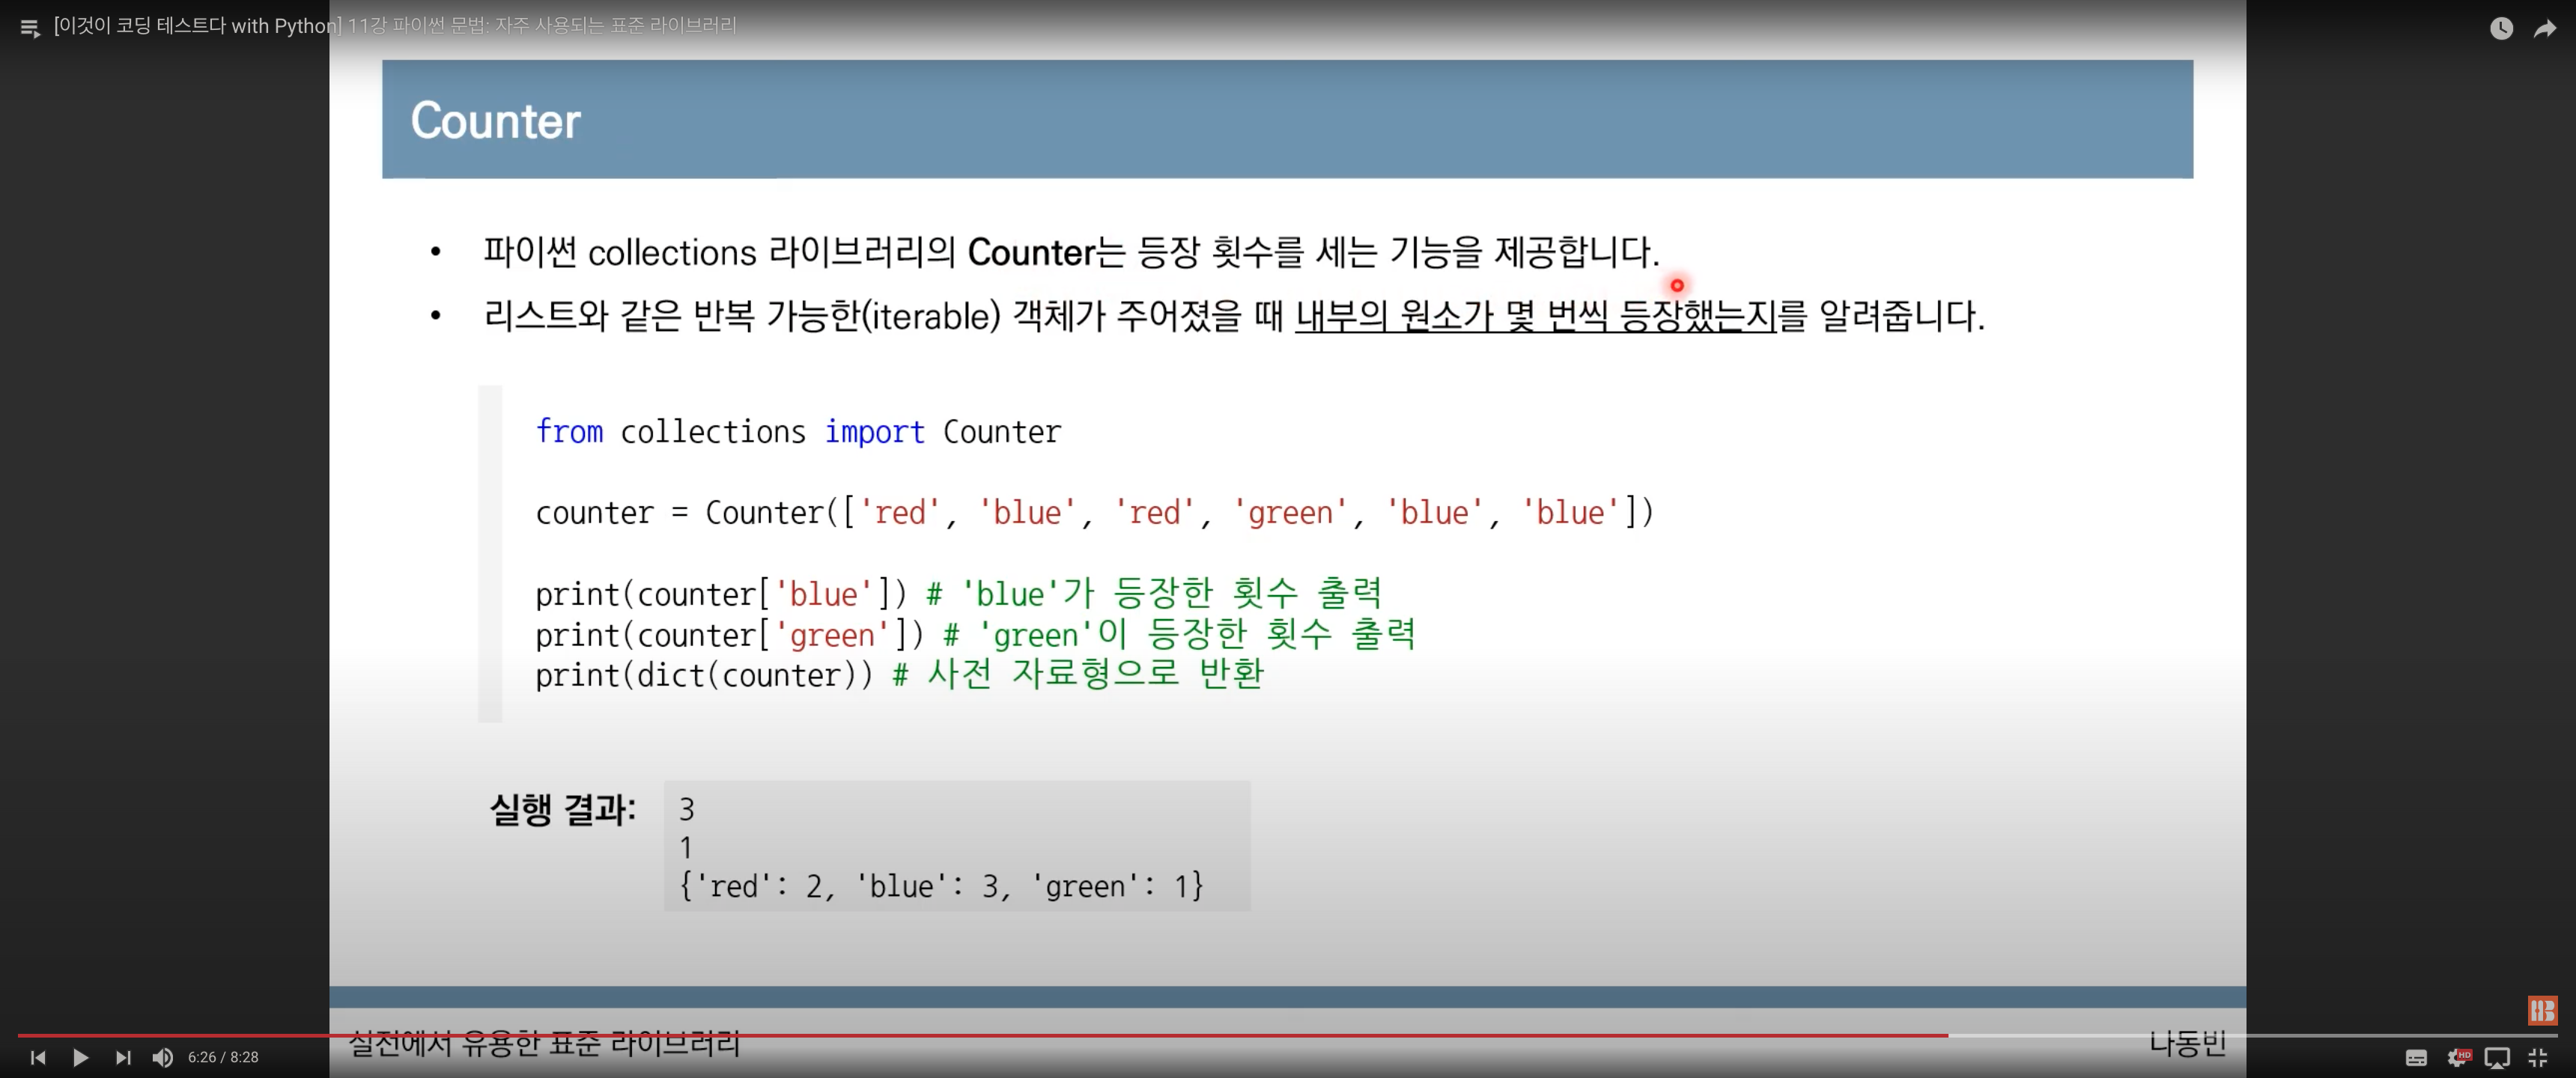 [이것이 코딩 테스트다 with Python] 11강 파이썬 문법: 자주 사용되는 표준 라이브러리
Counter
• 파이썬 collections 라이브러리의 Counter는 등장 횟수를 세는 기능을 제공합니다.
• 리스트와 같은 반복 가능한(iterable) 객체가 주어졌을 때 내부의 원소가 몇 번씩 등장했는지를 알려줍니다.
from collections import Counter
counter = Counter(['red', 'blue', 'red', 'green', 'blue', 'blue'])
print(counter['blue']) # 'blue'가 등장한 횟수 출력
print(counter['green']) # 'green'이 등장한 횟수 출력
print(dict(counter)) # 사전 자료형으로 반환
실행 결과:
3
1
{'red': 2, 'blue': 3, 'green': 1}
실전에서 유용한 표준 라이브러리
나동빈
6:26 / 8:28
HD